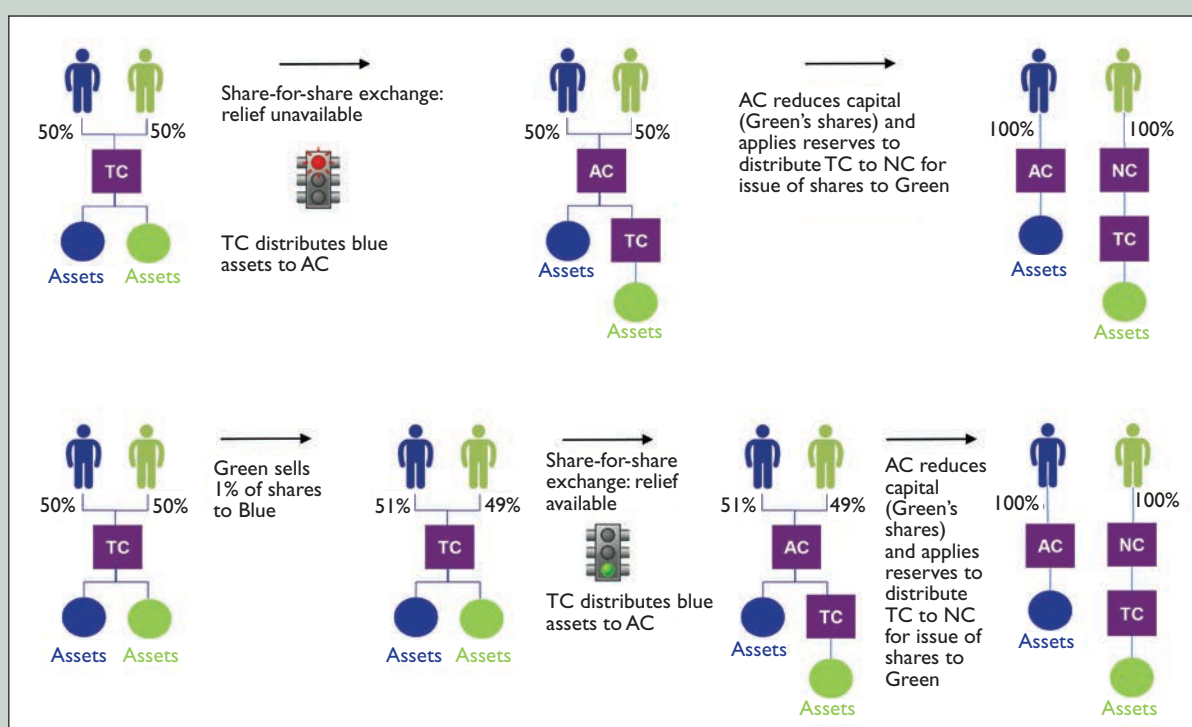 Share-for-share exchange:
relief unavailable
TC distributes blue
assets to AC
AC reduces capital
(Green's shares) and
applies reserves to
distribute TC to NC for
issue of shares to Green
50%
50%
TC
Assets
Assets
50%
50%
AC
TC
Assets
Assets
100%
100%
AC
NC
TC
Assets
Assets
50%
50%
TC
Assets
Assets
Green sells
1% of shares
to Blue
51%
49%
TC
Assets
Assets
Share-for-share
exchange: relief
available
TC distributes blue
assets to AC
51%
49%
AC
TC
Assets
Assets
AC reduces
capital
(Green's
shares)
and applies
reserves to
distribute
TC to NC
for issue of
shares to
Green
100%
100%
AC
NC
TC
Assets
Assets